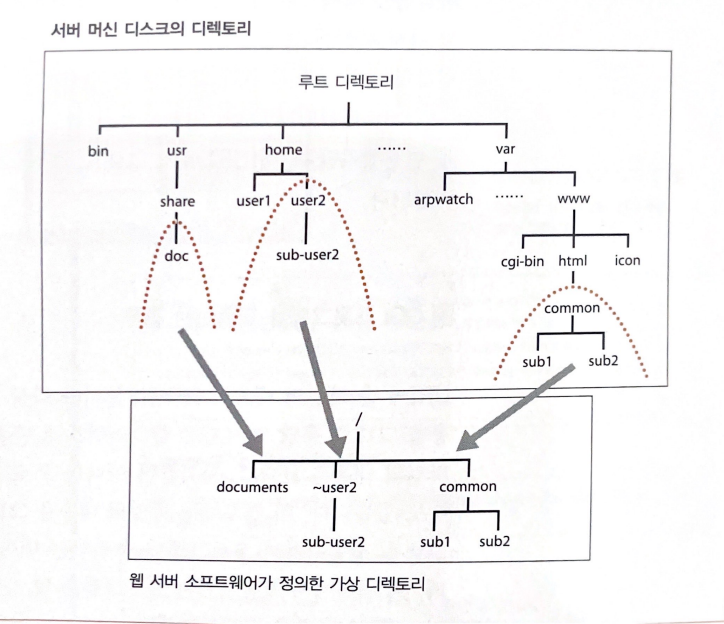 서버 머신 디스크의 디렉토리
루트 디렉토리
bin usr home ······ var
share user1 user2 arpwatch ······ www
doc sub-user2 cgi-bin html icon
common
sub1 sub2
/
documents ~user2 common
sub-user2 sub1 sub2
웹 서버 소프트웨어가 정의한 가상 디렉토리